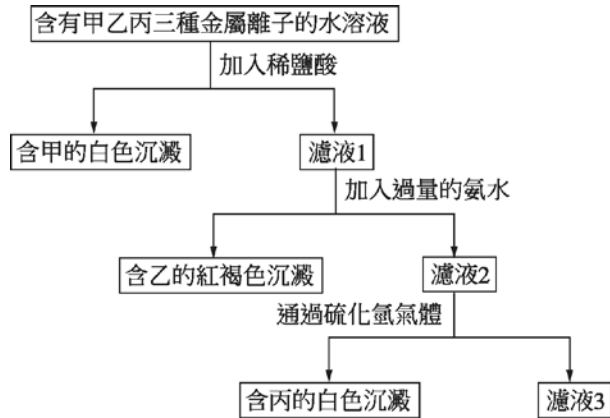 含有甲乙丙三種金屬離子的水溶液
加入稀鹽酸
含甲的白色沉澱
濾液1
加入過量的氨水
含乙的紅褐色沉澱
濾液2
通過硫化氫氣體
含丙的白色沉澱
濾液3